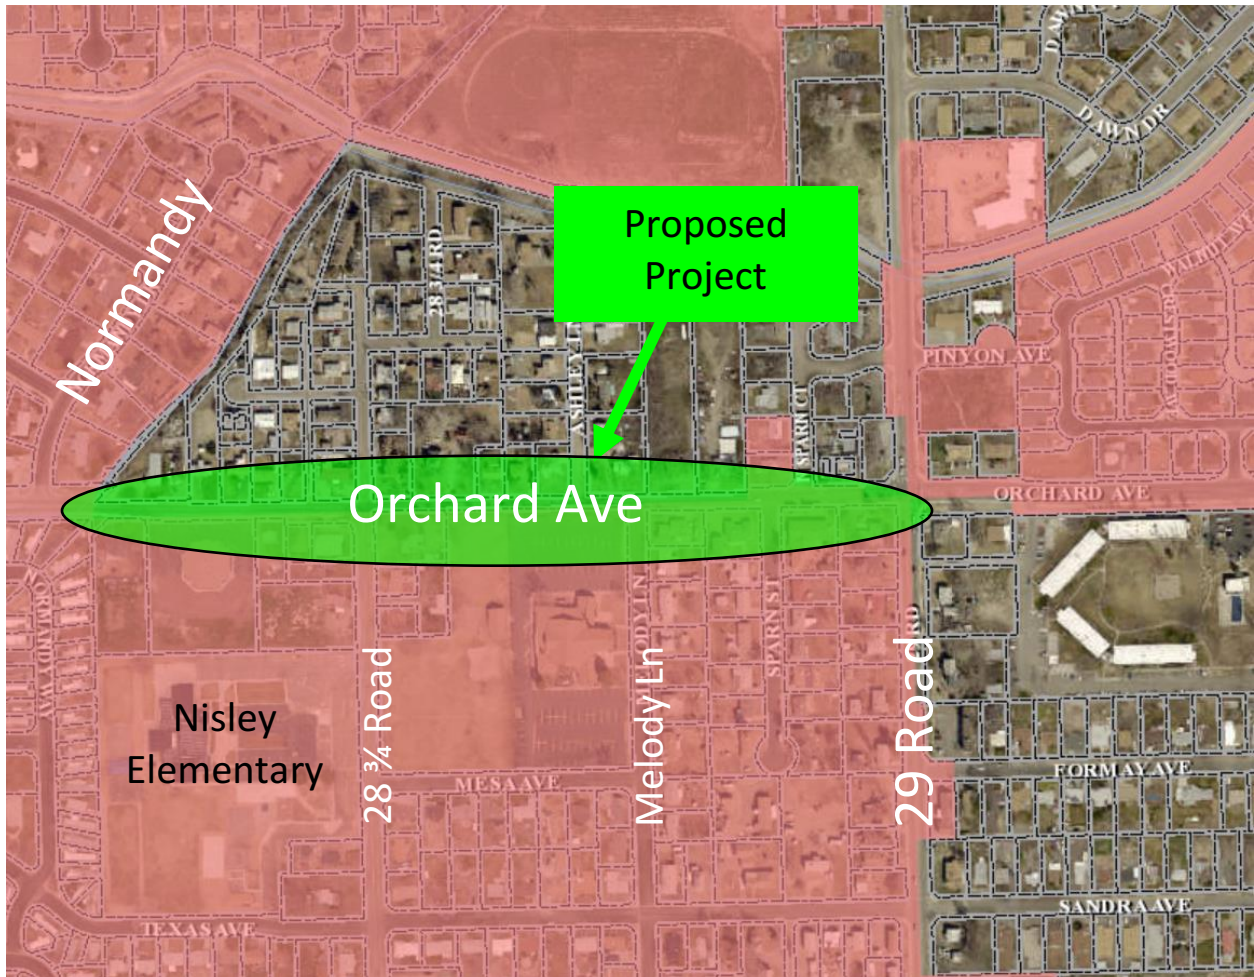 DAWN DR
Normandy
Proposed
Project
28 3/4 RD
PINYON AVE
ASHLEY LN
SPARN CT
Orchard Ave
ORCHARD AVE
Nisley
Elementary
28 ¾ Road
Melody Ln
SPARN ST
29 Road
RD
MESA AVE
FORMAY AVE
SANDRA AVE
TEXAS AVE